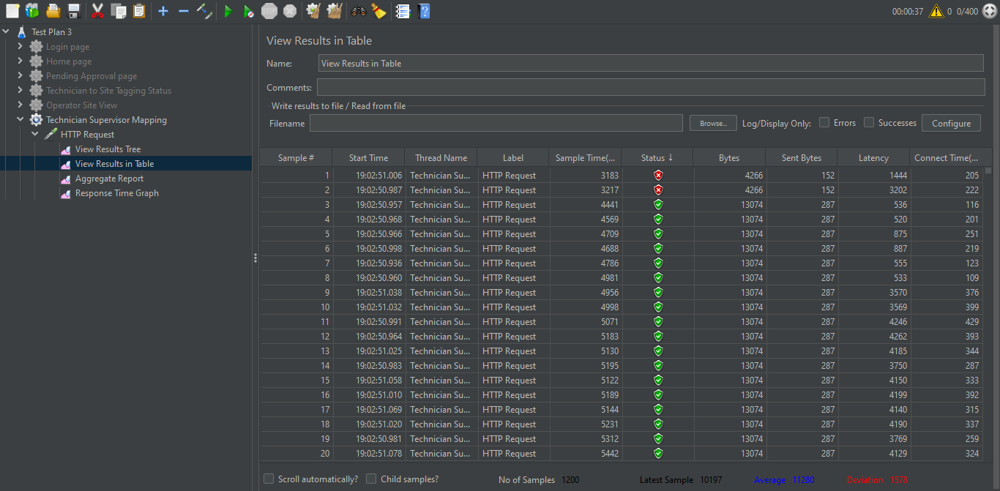 00:00:37 0 0/400
Test Plan 3
Login page
Home page
Pending Approval page
Technician to Site Tagging Status
Operator Site View
Technician Supervisor Mapping
HTTP Request
View Results Tree
View Results in Table
Aggregate Report
Response Time Graph
View Results in Table
Name: View Results in Table
Comments:
Write results to file / Read from file
Filename Browse... Log/Display Only: Errors Successes Configure
Sample # Start Time Thread Name Label Sample Time(... Status ↓ Bytes Sent Bytes Latency Connect Time(...
1 19:02:51.006 Technician Su... HTTP Request 3183 4266 152 1444 205
2 19:02:50.987 Technician Su... HTTP Request 3217 4266 152 3202 222
3 19:02:50.957 Technician Su... HTTP Request 4441 13074 287 536 116
4 19:02:50.968 Technician Su... HTTP Request 4569 13074 287 520 201
5 19:02:50.966 Technician Su... HTTP Request 4709 13074 287 875 251
6 19:02:50.998 Technician Su... HTTP Request 4688 13074 287 887 219
7 19:02:50.936 Technician Su... HTTP Request 4786 13074 287 555 123
8 19:02:50.960 Technician Su... HTTP Request 4981 13074 287 533 109
9 19:02:51.038 Technician Su... HTTP Request 4956 13074 287 3570 376
10 19:02:51.032 Technician Su... HTTP Request 4998 13074 287 3569 399
11 19:02:50.991 Technician Su... HTTP Request 5071 13074 287 4246 429
12 19:02:50.964 Technician Su... HTTP Request 5183 13074 287 4262 393
13 19:02:51.025 Technician Su... HTTP Request 5130 13074 287 4185 344
14 19:02:50.983 Technician Su... HTTP Request 5195 13074 287 3750 287
15 19:02:51.058 Technician Su... HTTP Request 5122 13074 287 4150 333
16 19:02:51.010 Technician Su... HTTP Request 5189 13074 287 4199 392
17 19:02:51.069 Technician Su... HTTP Request 5144 13074 287 4140 315
18 19:02:51.020 Technician Su... HTTP Request 5231 13074 287 4190 337
19 19:02:50.981 Technician Su... HTTP Request 5312 13074 287 3769 259
20 19:02:51.078 Technician Su... HTTP Request 5442 13074 287 4129 324
Scroll automatically? Child samples? No of Samples 1200 Latest Sample 10197 Average 11280 Deviation 1578